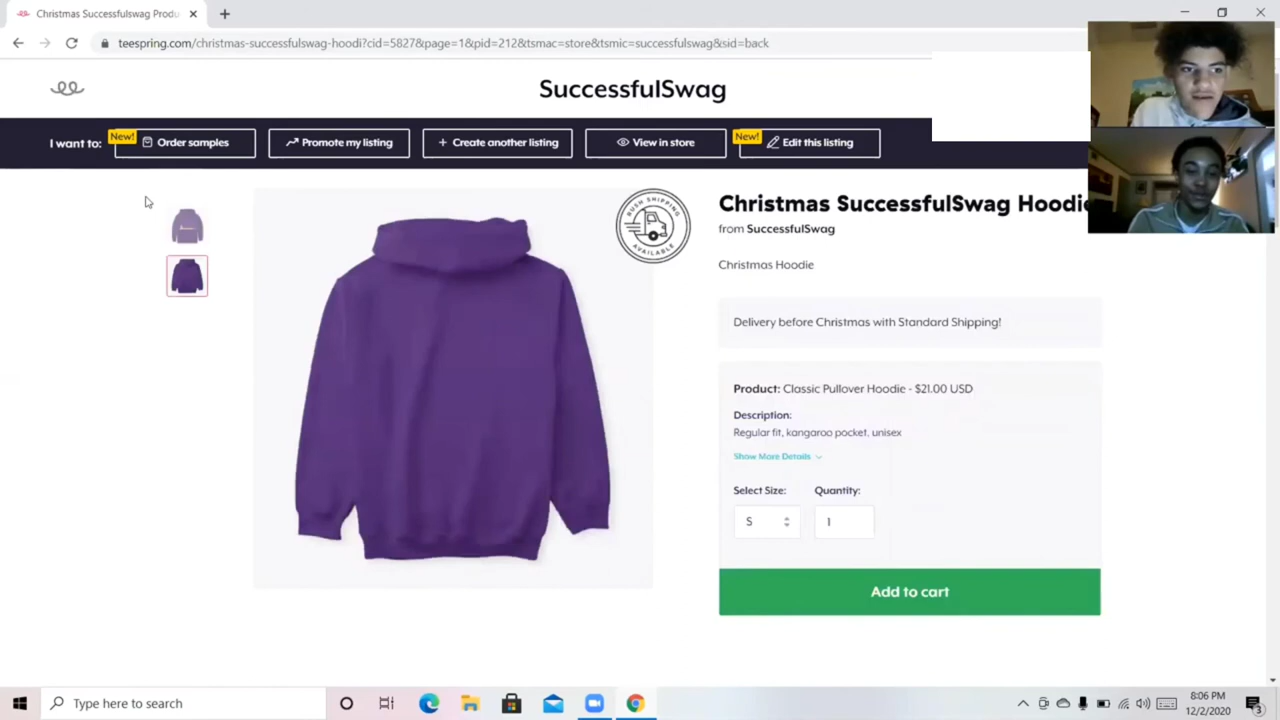 Christmas Successfulswag Produ
teespring.com/christmas-successfulswag-hoodi?cid=5827&page=1&pid=212&tsmac=store&tsmic=successfulswag&sid=back
SuccessfulSwag
I want to:
New!
Order samples
Promote my listing
Create another listing
View in store
New!
Edit this listing
RUSH SHIPPING
AVAILABLE
Christmas SuccessfulSwag Hoodie
from SuccessfulSwag
Christmas Hoodie
Delivery before Christmas with Standard Shipping!
Product: Classic Pullover Hoodie - $21.00 USD
Description:
Regular fit, kangaroo pocket, unisex
Show More Details
Select Size: Quantity:
S 1
Add to cart
Type here to search
8:06 PM
12/2/2020
3